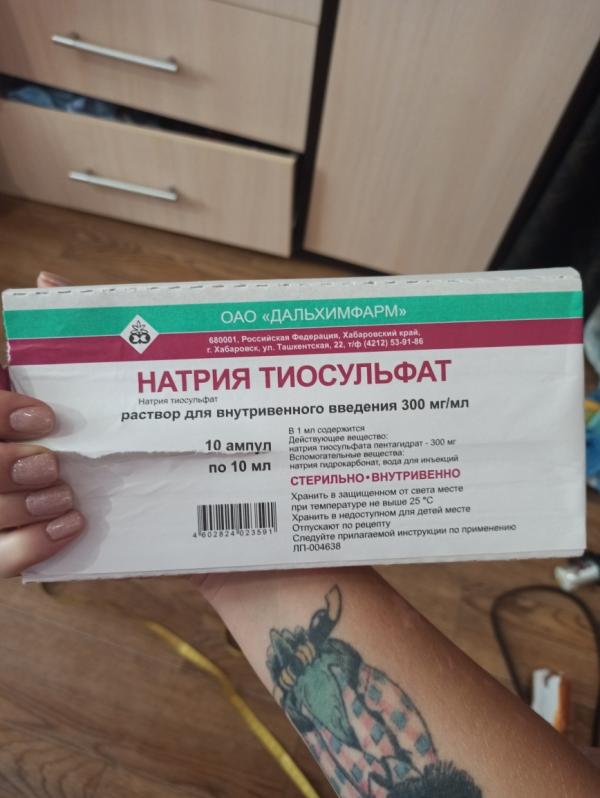 ОАО «ДАЛЬХИМФАРМ»
680001, Российская Федерация, Хабаровский край,
г. Хабаровск, ул. Ташкентская, 22, т/ф (4212) 53-91-86
НАТРИЯ ТИОСУЛЬФАТ
Натрия тиосульфат
раствор для внутривенного введения 300 мг/мл
10 ампул
по 10 мл
В 1 мл содержится
Действующее вещество:
натрия тиосульфата пентагидрат - 300 мг
Вспомогательные вещества:
натрия гидрокарбонат, вода для инъекций
СТЕРИЛЬНО•ВНУТРИВЕННО
Хранить в защищенном от света месте
при температуре не выше 25 °С
Хранить в недоступном для детей месте
Отпускают по рецепту
Следуйте прилагаемой инструкции по применению
ЛП-004638
4 602824 023591